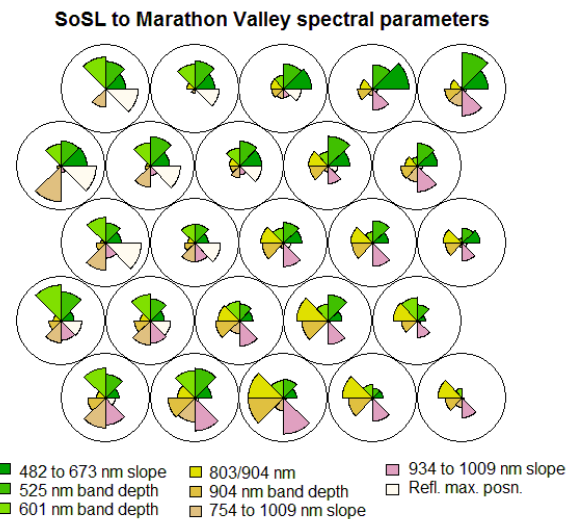 SoSL to Marathon Valley spectral parameters
482 to 673 nm slope
525 nm band depth
601 nm band depth
803/904 nm
904 nm band depth
754 to 1009 nm slope
934 to 1009 nm slope
Refl. max. posn.